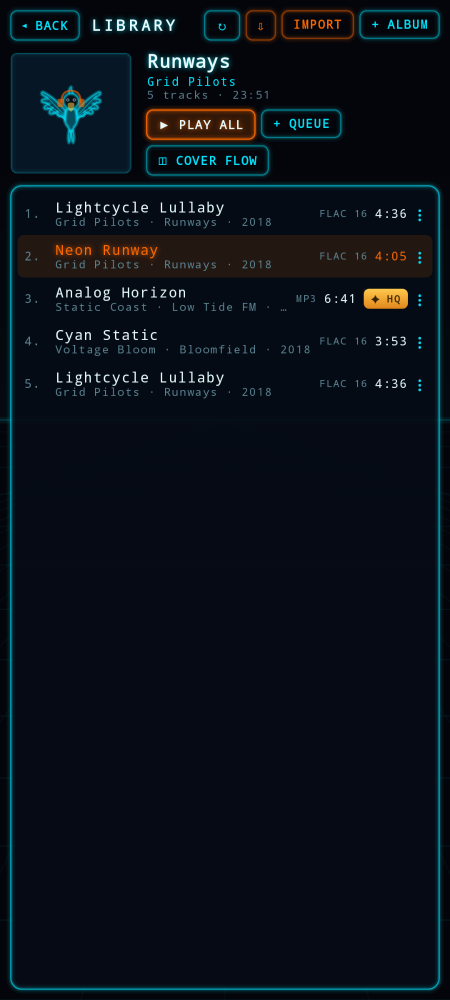 ◂ BACK LIBRARY ↻ ⇩ IMPORT + ALBUM
Runways
Grid Pilots
5 tracks · 23:51
▶ PLAY ALL + QUEUE
◫ COVER FLOW
1. Lightcycle Lullaby FLAC 16 4:36 ⋮
Grid Pilots · Runways · 2018
2. Neon Runway FLAC 16 4:05 ⋮
Grid Pilots · Runways · 2018
3. Analog Horizon MP3 6:41 ✦ HQ ⋮
Static Coast · Low Tide FM · …
4. Cyan Static FLAC 16 3:53 ⋮
Voltage Bloom · Bloomfield · 2018
5. Lightcycle Lullaby FLAC 16 4:36 ⋮
Grid Pilots · Runways · 2018